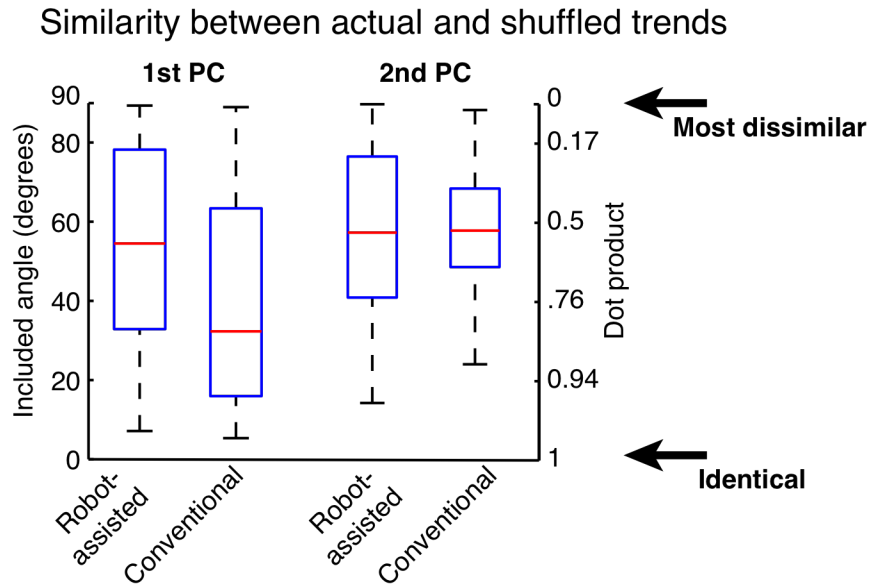 Similarity between actual and shuffled trends
1st PC
2nd PC
Included angle (degrees)
90
80
60
40
20
0
0
0.17
0.5
.76
0.94
1
Dot product
Most dissimilar
Identical
Robot-
assisted
Conventional
Robot-
assisted
Conventional